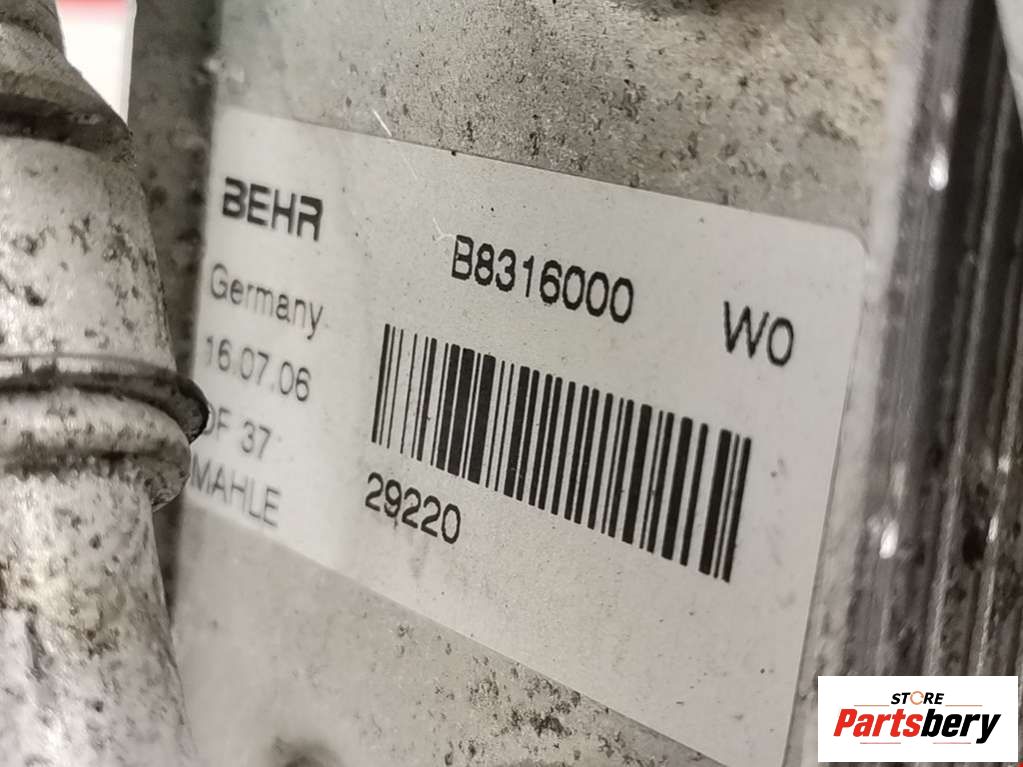 BEHR
Germany
16.07.06
37
MAHLE
B8316000
W0
29220
STORE
Partsbery